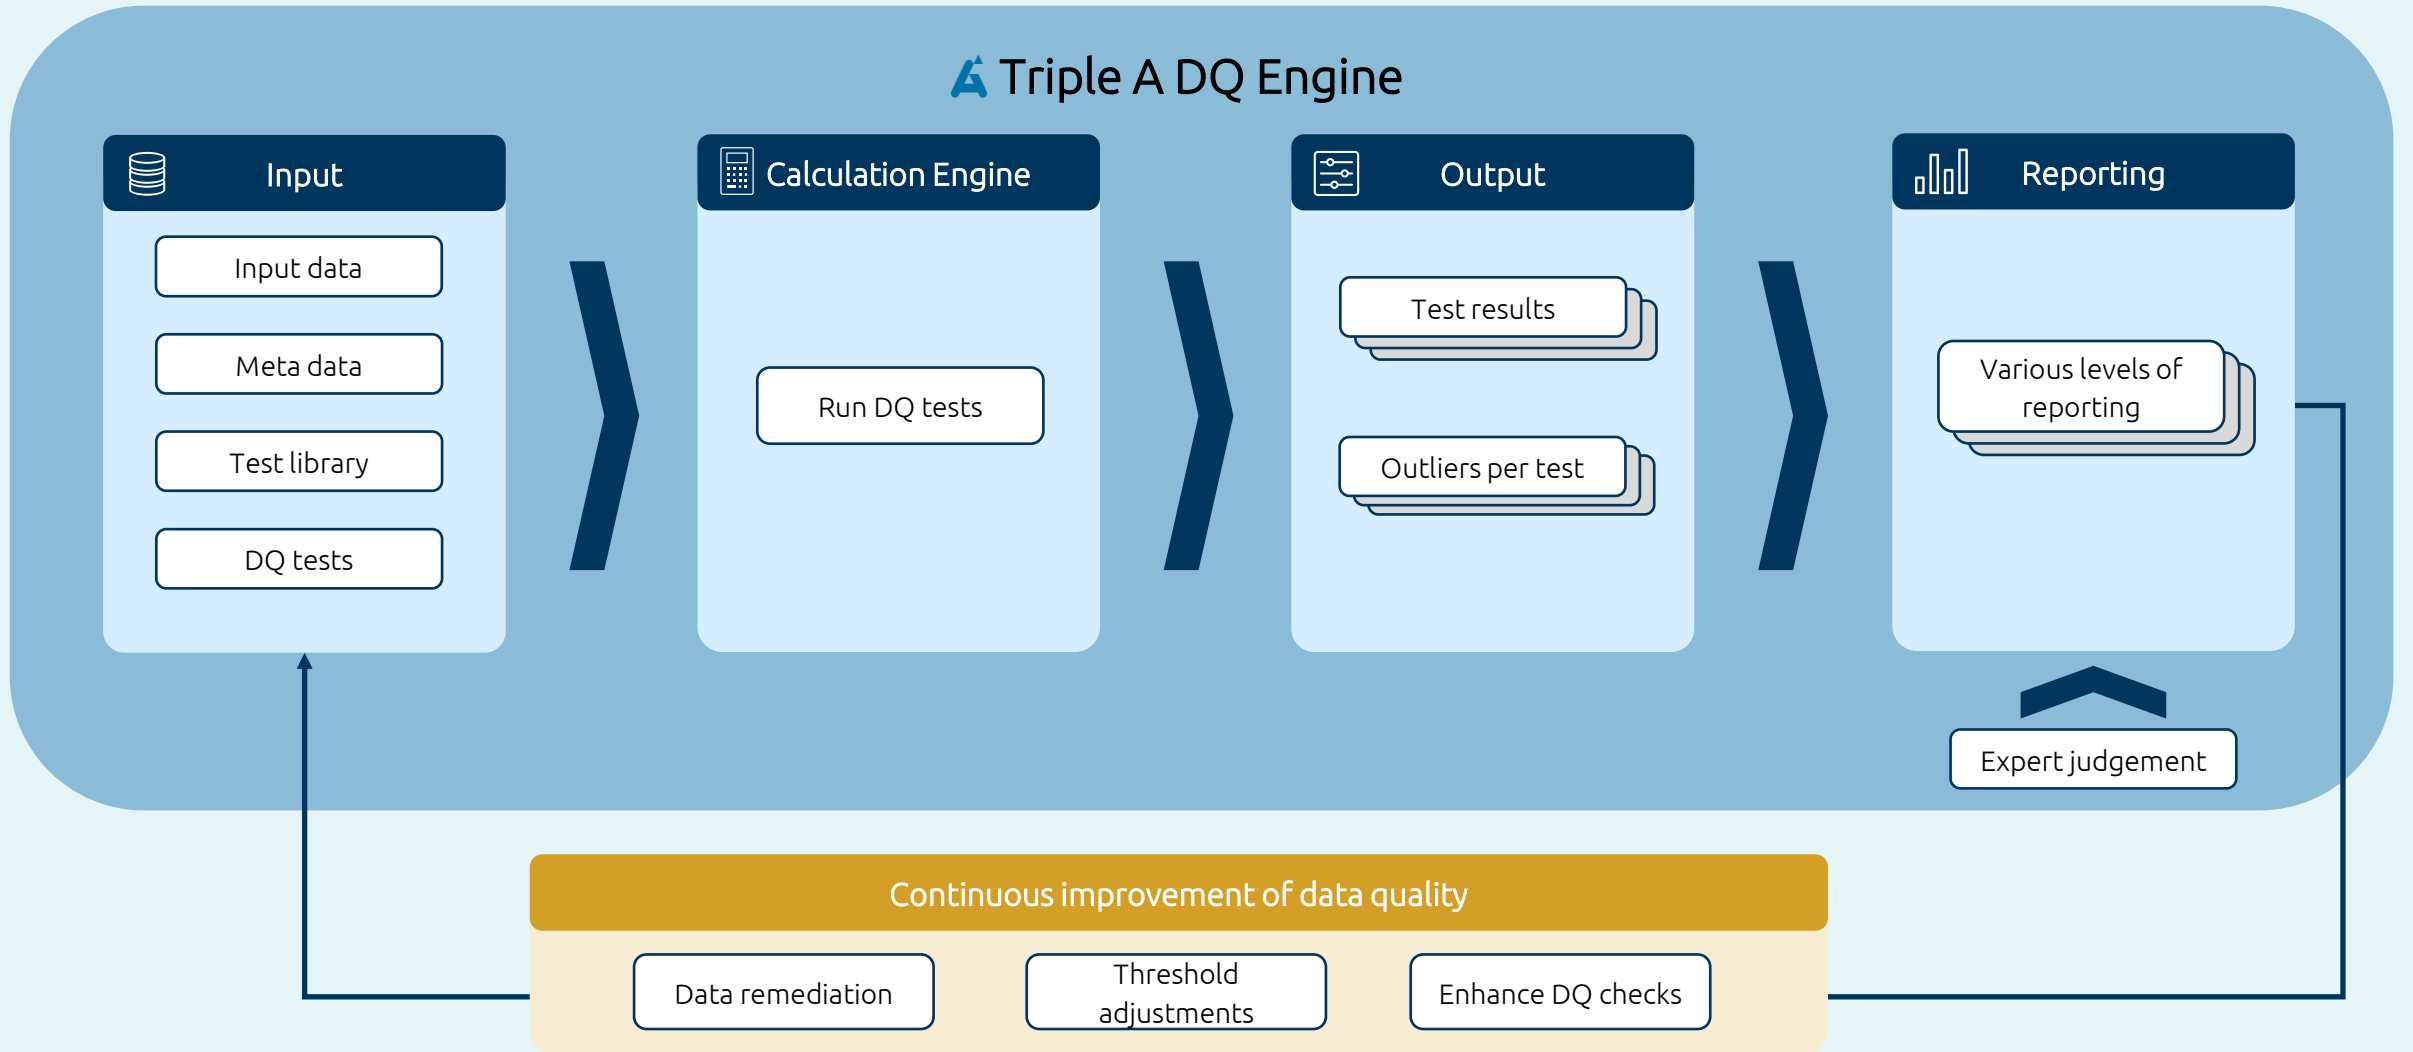 Triple A DQ Engine
Input
Input data
Meta data
Test library
DQ tests
Calculation Engine
Run DQ tests
Output
Test results
Outliers per test
Reporting
Various levels of
reporting
Expert judgement
Continuous improvement of data quality
Data remediation
Threshold
adjustments
Enhance DQ checks